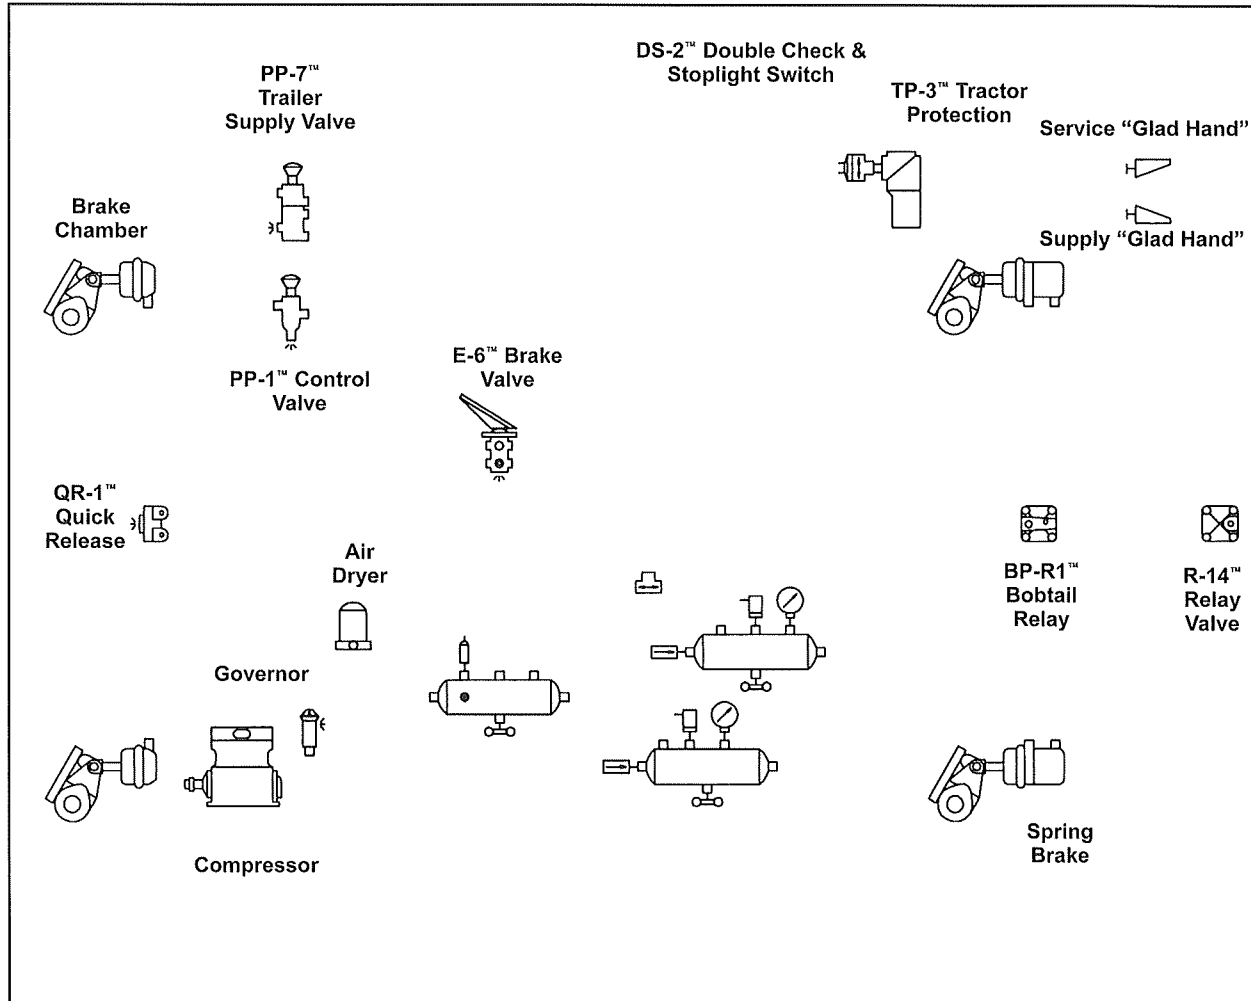 DS-2™ Double Check &
Stoplight Switch
PP-7™
Trailer
Supply Valve
TP-3™ Tractor
Protection
Service “Glad Hand”
Brake
Chamber
Supply “Glad Hand”
E-6™ Brake
Valve
PP-1™ Control
Valve
QR-1™
Quick
Release
Air
Dryer
BP-R1™
Bobtail
Relay
R-14™
Relay
Valve
Governor
Spring
Brake
Compressor